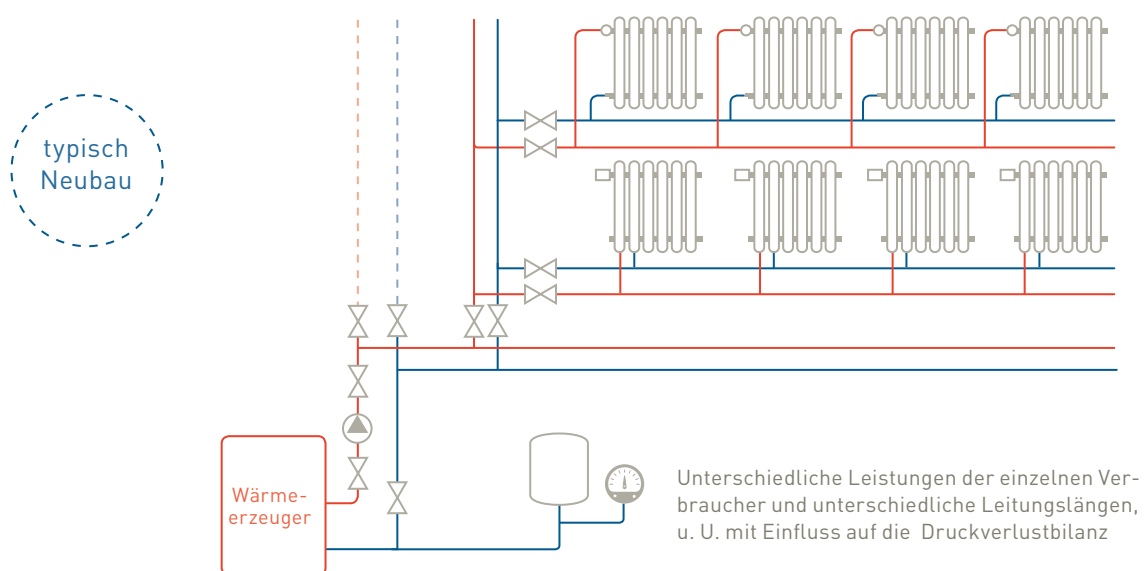 typisch
Neubau
Wärme-
erzeuger
Unterschiedliche Leistungen der einzelnen Ver-
braucher und unterschiedliche Leitungslängen,
u. U. mit Einfluss auf die Druckverlustbilanz